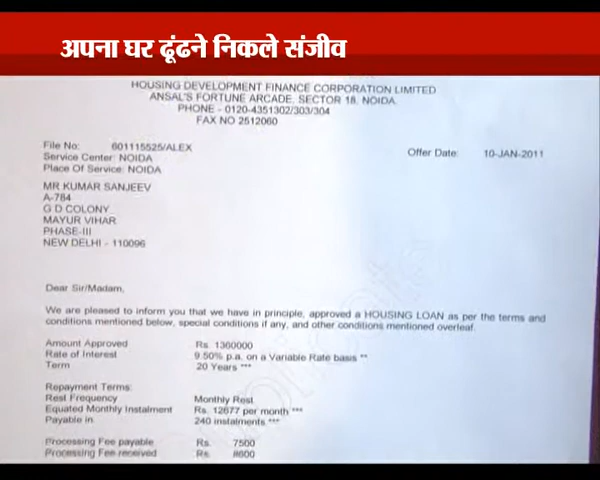 अपना घर ढूंढने निकले संजीव
HOUSING DEVELOPMENT FINANCE CORPORATION LIMITED
ANSAL'S FORTUNE ARCADE, SECTOR 18, NOIDA.
PHONE - 0120-4351302/303/304
FAX NO 2512060
File No: 601115525/ALEX
Service Center: NOIDA
Place Of Service: NOIDA
Offer Date: 10-JAN-2011
MR KUMAR SANJEEV
A-784
G D COLONY
MAYUR VIHAR
PHASE-III
NEW DELHI - 110096
Dear Sir/Madam,
We are pleased to inform you that we have in principle, approved a HOUSING LOAN as per the terms and
conditions mentioned below, special conditions if any, and other conditions mentioned overleaf.
Amount Approved Rs. 1360000
Rate of Interest 9.50% p.a. on a Variable Rate basis **
Term 20 Years ***
Repayment Terms:
Rest Frequency Monthly Rest
Equated Monthly Instalment Rs. 12677 per month ***
Payable in 240 instalments ***
Processing Fee payable Rs. 7500
Processing Fee received Rs. 8600